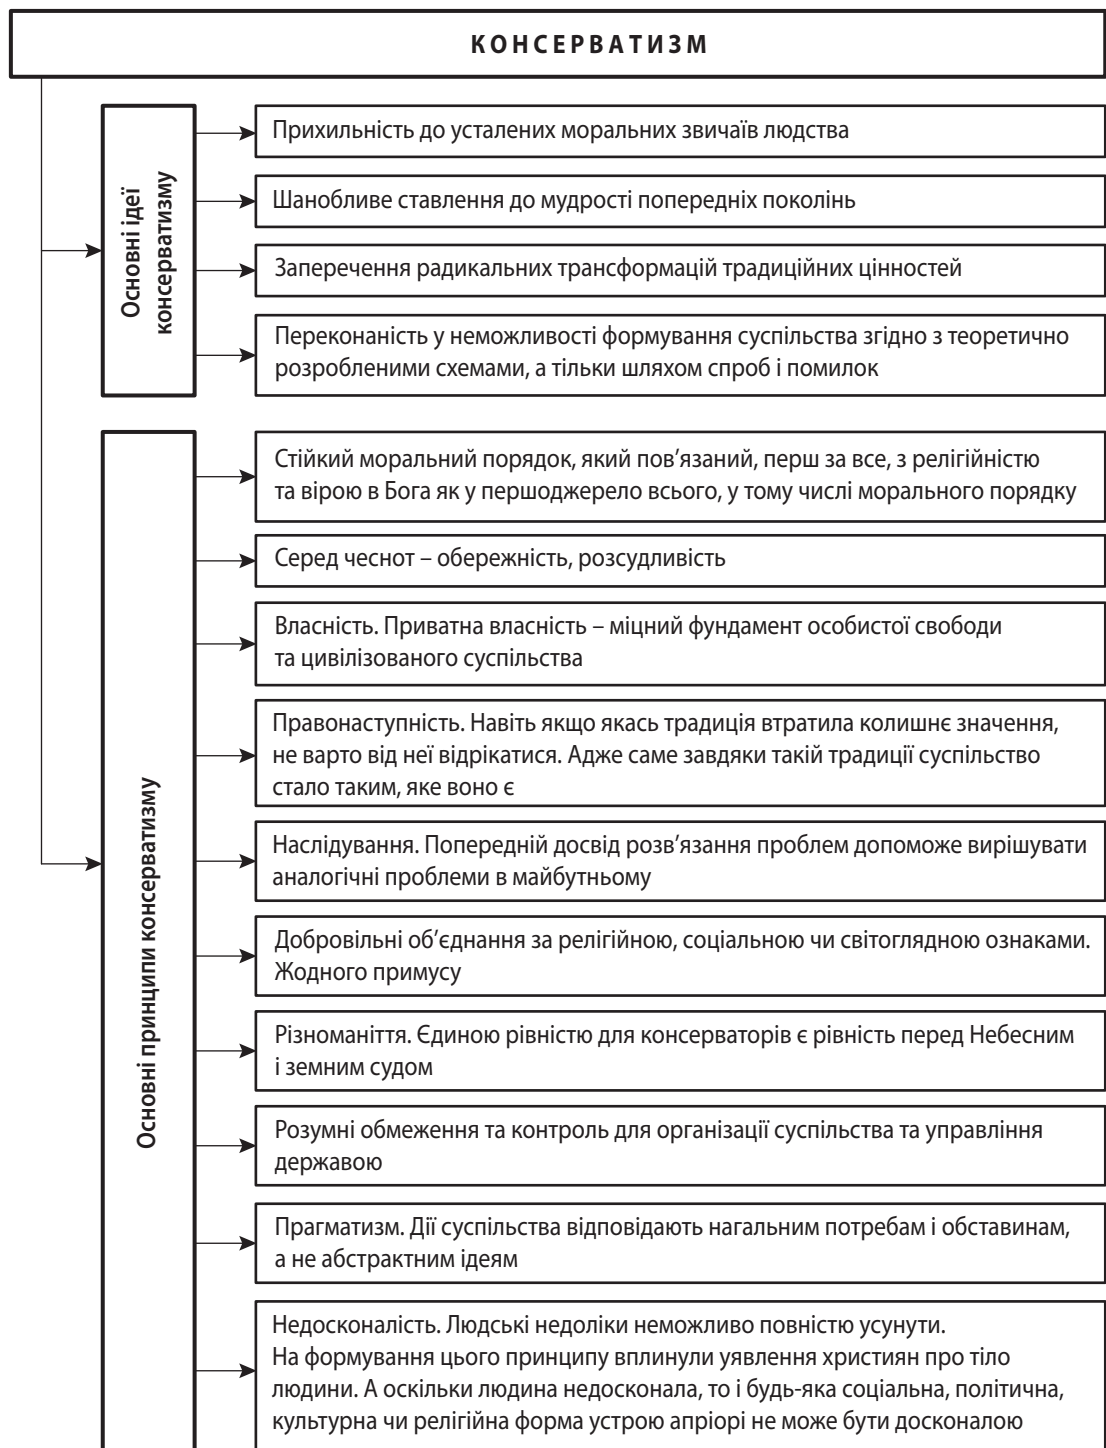 КОНСЕРВАТИЗМ
Основні ідеї
консерватизму
Прихильність до усталених моральних звичаїв людства
Шанобливе ставлення до мудрості попередніх поколінь
Заперечення радикальних трансформацій традиційних цінностей
Переконаність у неможливості формування суспільства згідно з теоретично
розробленими схемами, а тільки шляхом спроб і помилок
Основні принципи консерватизму
Стійкий моральний порядок, який пов’язаний, перш за все, з релігійністю
та вірою в Бога як у першоджерело всього, у тому числі морального порядку
Серед чеснот – обережність, розсудливість
Власність. Приватна власність – міцний фундамент особистої свободи
та цивілізованого суспільства
Правонаступність. Навіть якщо якась традиція втратила колишнє значення,
не варто від неї відрікатися. Адже саме завдяки такій традиції суспільство
стало таким, яке воно є
Наслідування. Попередній досвід розв’язання проблем допоможе вирішувати
аналогічні проблеми в майбутньому
Добровільні об’єднання за релігійною, соціальною чи світоглядною ознаками.
Жодного примусу
Різноманіття. Єдиною рівністю для консерваторів є рівність перед Небесним
і земним судом
Розумні обмеження та контроль для організації суспільства та управління
державою
Прагматизм. Дії суспільства відповідають нагальним потребам і обставинам,
а не абстрактним ідеям
Недосконалість. Людські недоліки неможливо повністю усунути.
На формування цього принципу вплинули уявлення християн про тіло
людини. А оскільки людина недосконала, то і будь-яка соціальна, політична,
культурна чи релігійна форма устрою апріорі не може бути досконалою